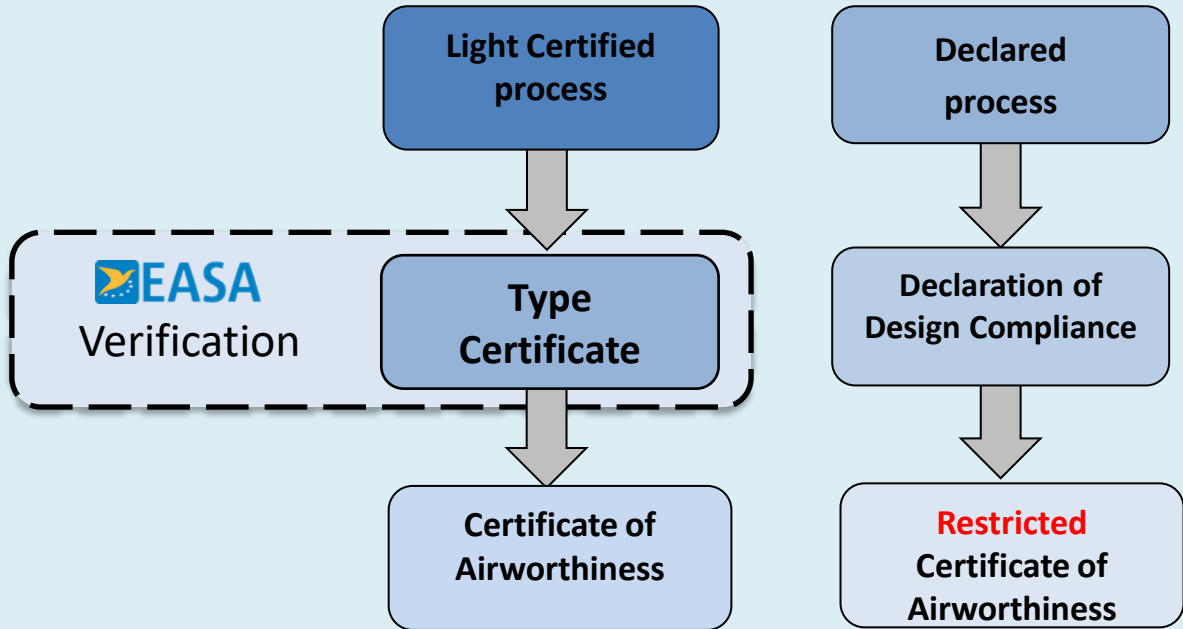 Light Certified
process
Declared
process
EASA
Verification
Type
Certificate
Declaration of
Design Compliance
Certificate of
Airworthiness
Restricted
Certificate of
Airworthiness